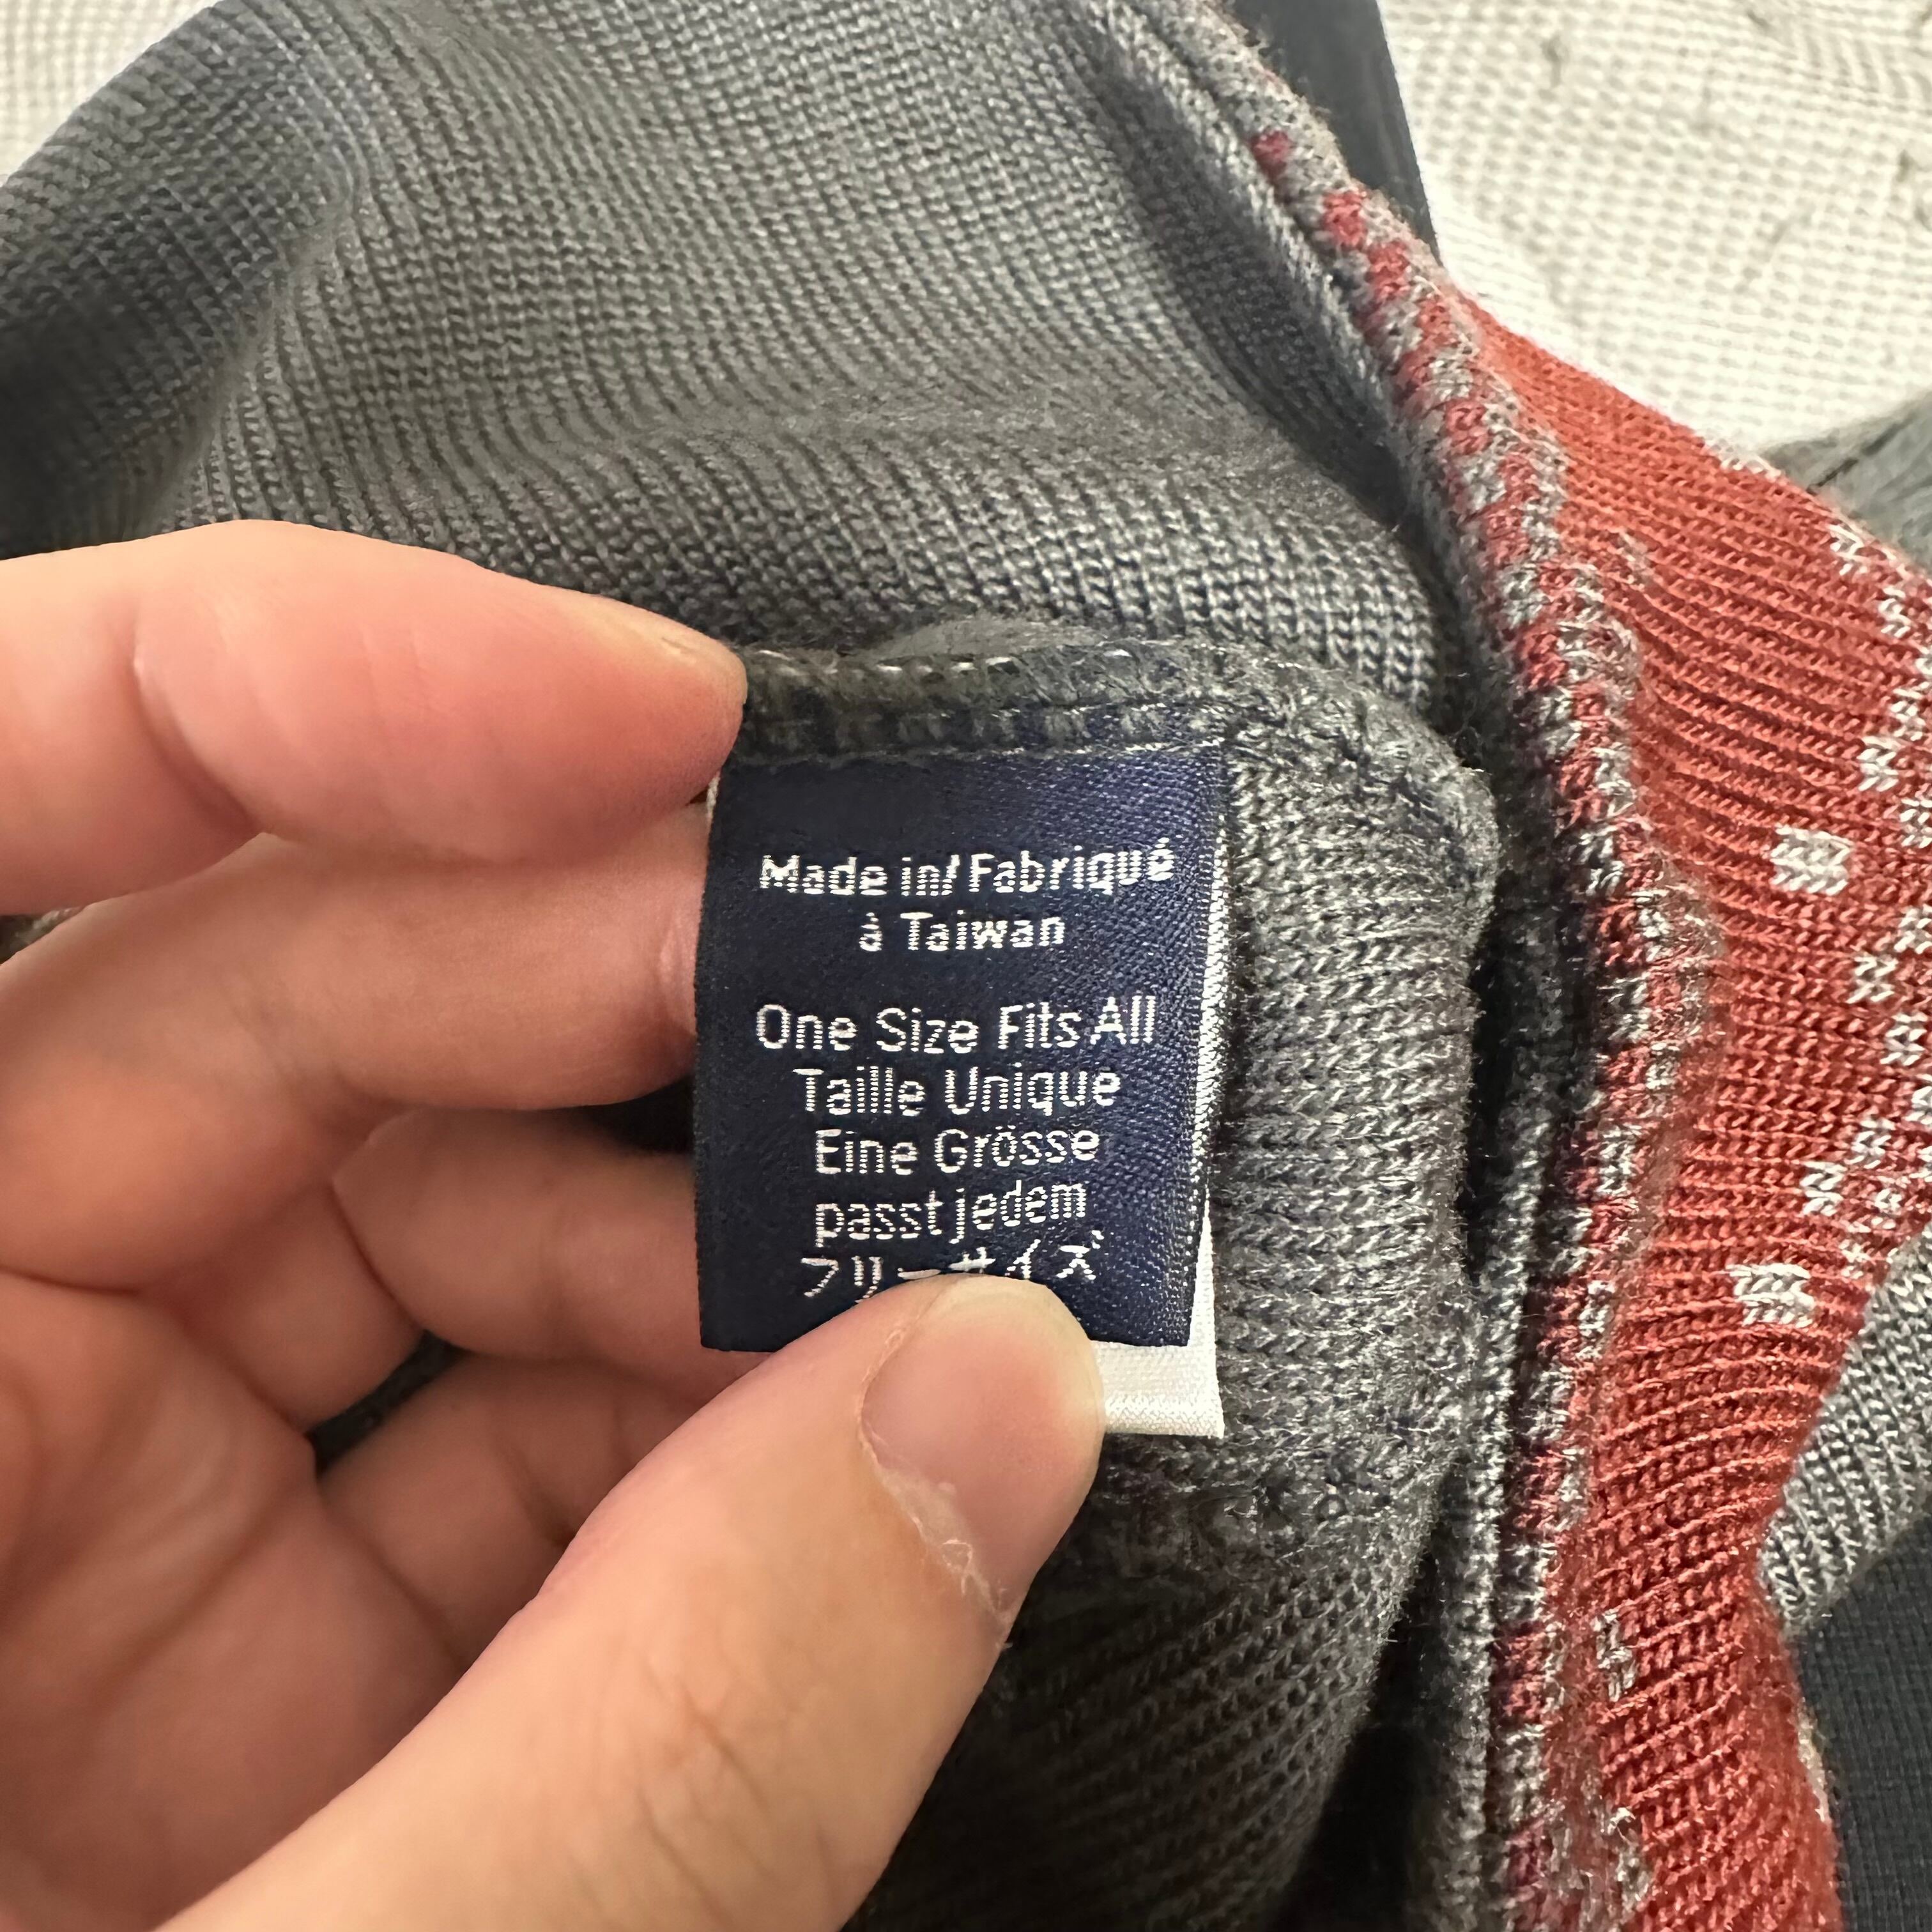 Made in/Fabriqué
à Taiwan
One Size Fits All
Taille Unique
Eine Grösse
passt jedem
フリーサイズ